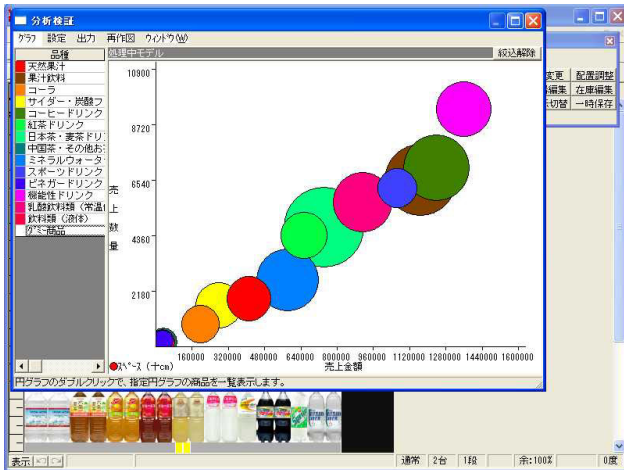 分析検証
グラフ 設定 出力 再作図 ウィンドウ(W)
品種
処理中モデル
絞込解除
天然果汁
果汁飲料
コーラ
サイダー・炭酸フ
コーヒードリンク
紅茶ドリンク
日本茶・麦茶ドリ
中国茶・その他お
ミネラルウォータ
スポーツドリンク
ビネガードリンク
機能性ドリンク
乳酸飲料類(常温
飲料類(液体)
ダミー商品
売上数量
10900
8720
6540
4360
2180
160000 320000 480000 640000 800000 960000 1120000 1280000 1440000 1600000
スペース(十cm)
売上金額
円グラフのダブルクリックで、指定円グラフの商品を一覧表示します。
変更 配置調整
編集 在庫編集
切替 一時保存
表示
通常 2台 1段 余:100% 0度